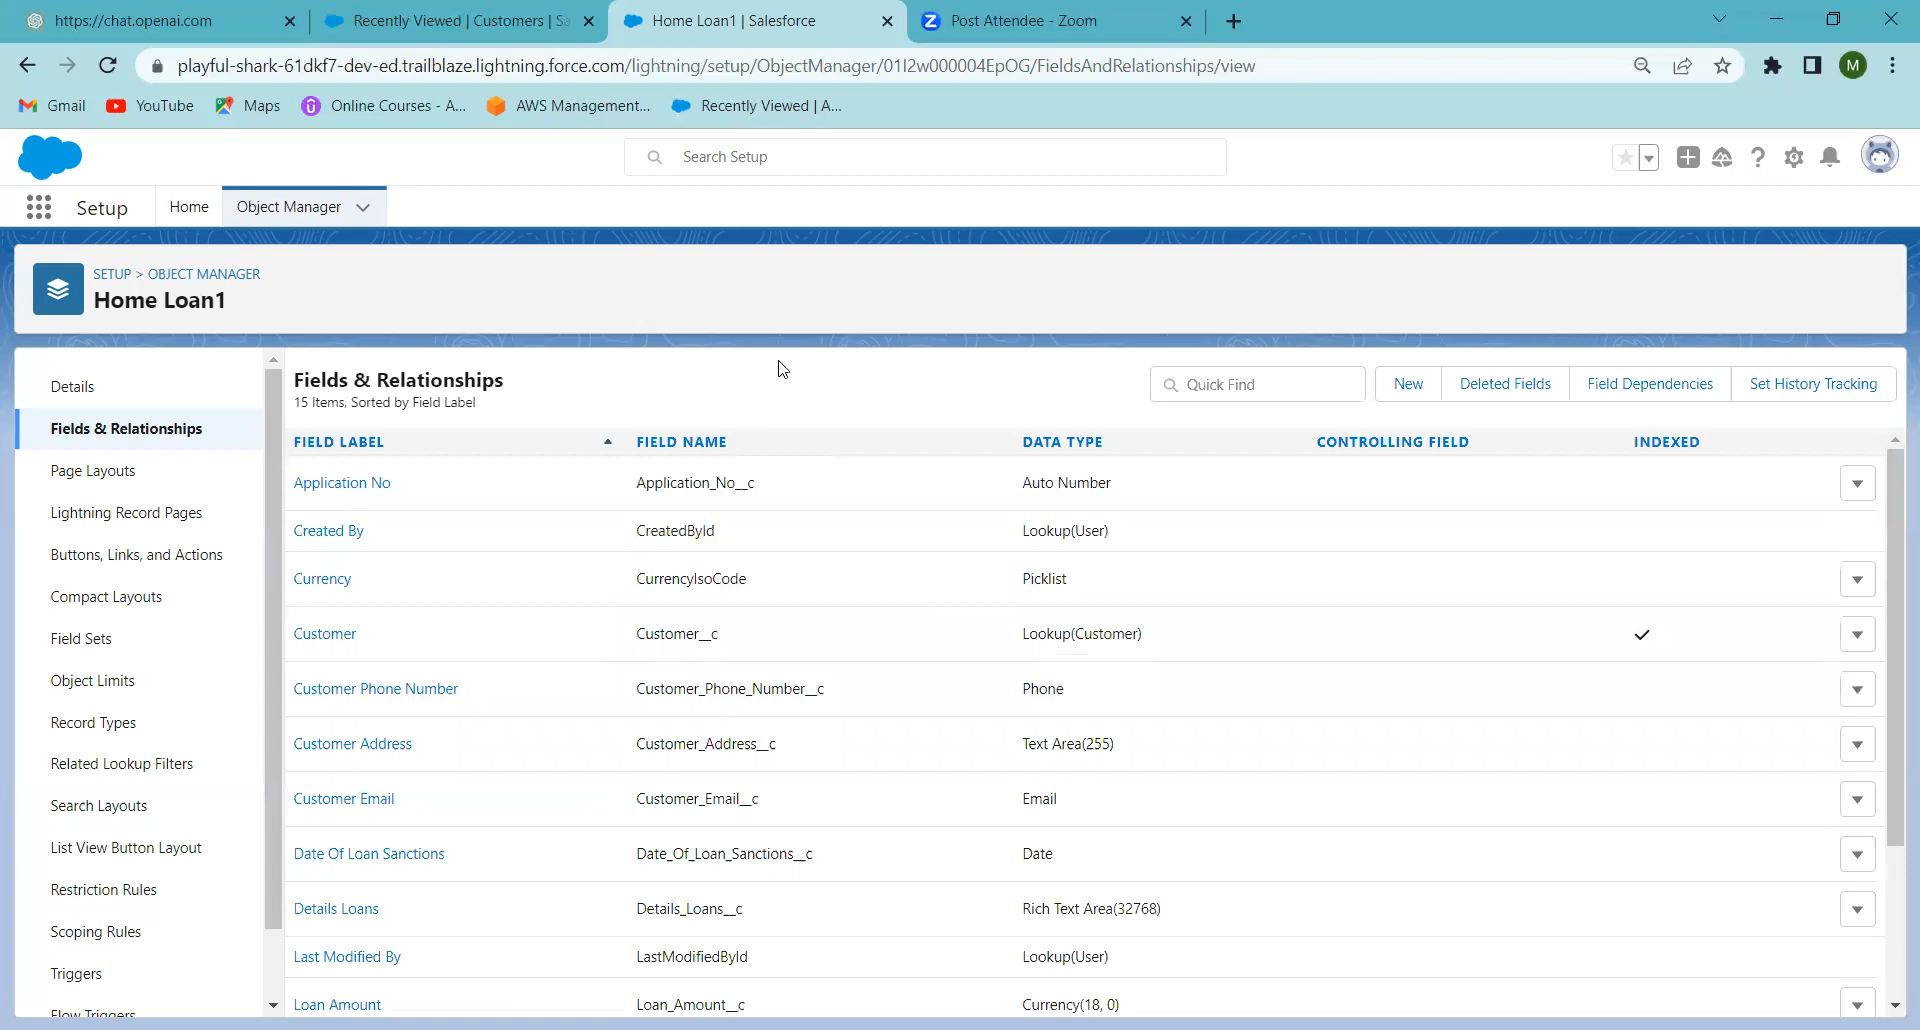 https://chat.openai.com
Recently Viewed | Customers | Sa
Home Loan1 | Salesforce
Post Attendee - Zoom
playful-shark-61dkf7-dev-ed.trailblaze.lightning.force.com/lightning/setup/ObjectManager/01I2w000004EpOG/FieldsAndRelationships/view
M
Gmail
YouTube
Maps
Online Courses - A...
AWS Management...
Recently Viewed | A...
Search Setup
Setup
Home
Object Manager
SETUP > OBJECT MANAGER
Home Loan1
Details
Fields & Relationships
Page Layouts
Lightning Record Pages
Buttons, Links, and Actions
Compact Layouts
Field Sets
Object Limits
Record Types
Related Lookup Filters
Search Layouts
List View Button Layout
Restriction Rules
Scoping Rules
Triggers
Flow Triggers
Fields & Relationships
15 Items, Sorted by Field Label
Quick Find
New
Deleted Fields
Field Dependencies
Set History Tracking
FIELD LABEL FIELD NAME DATA TYPE CONTROLLING FIELD INDEXED
Application No Application_No__c Auto Number
Created By CreatedById Lookup(User)
Currency CurrencyIsoCode Picklist
Customer Customer__c Lookup(Customer)
Customer Phone Number Customer_Phone_Number__c Phone
Customer Address Customer_Address__c Text Area(255)
Customer Email Customer_Email__c Email
Date Of Loan Sanctions Date_Of_Loan_Sanctions__c Date
Details Loans Details_Loans__c Rich Text Area(32768)
Last Modified By LastModifiedById Lookup(User)
Loan Amount Loan_Amount__c Currency(18, 0)